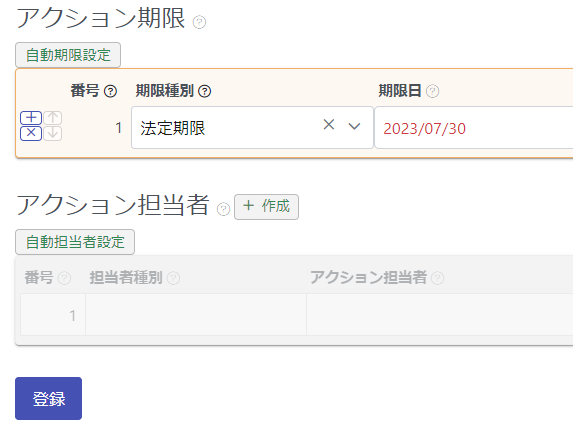 アクション期限
自動期限設定
番号 期限種別 期限日
1 法定期限 2023/07/30
アクション担当者 + 作成
自動担当者設定
番号 担当者種別 アクション担当者
1
登録